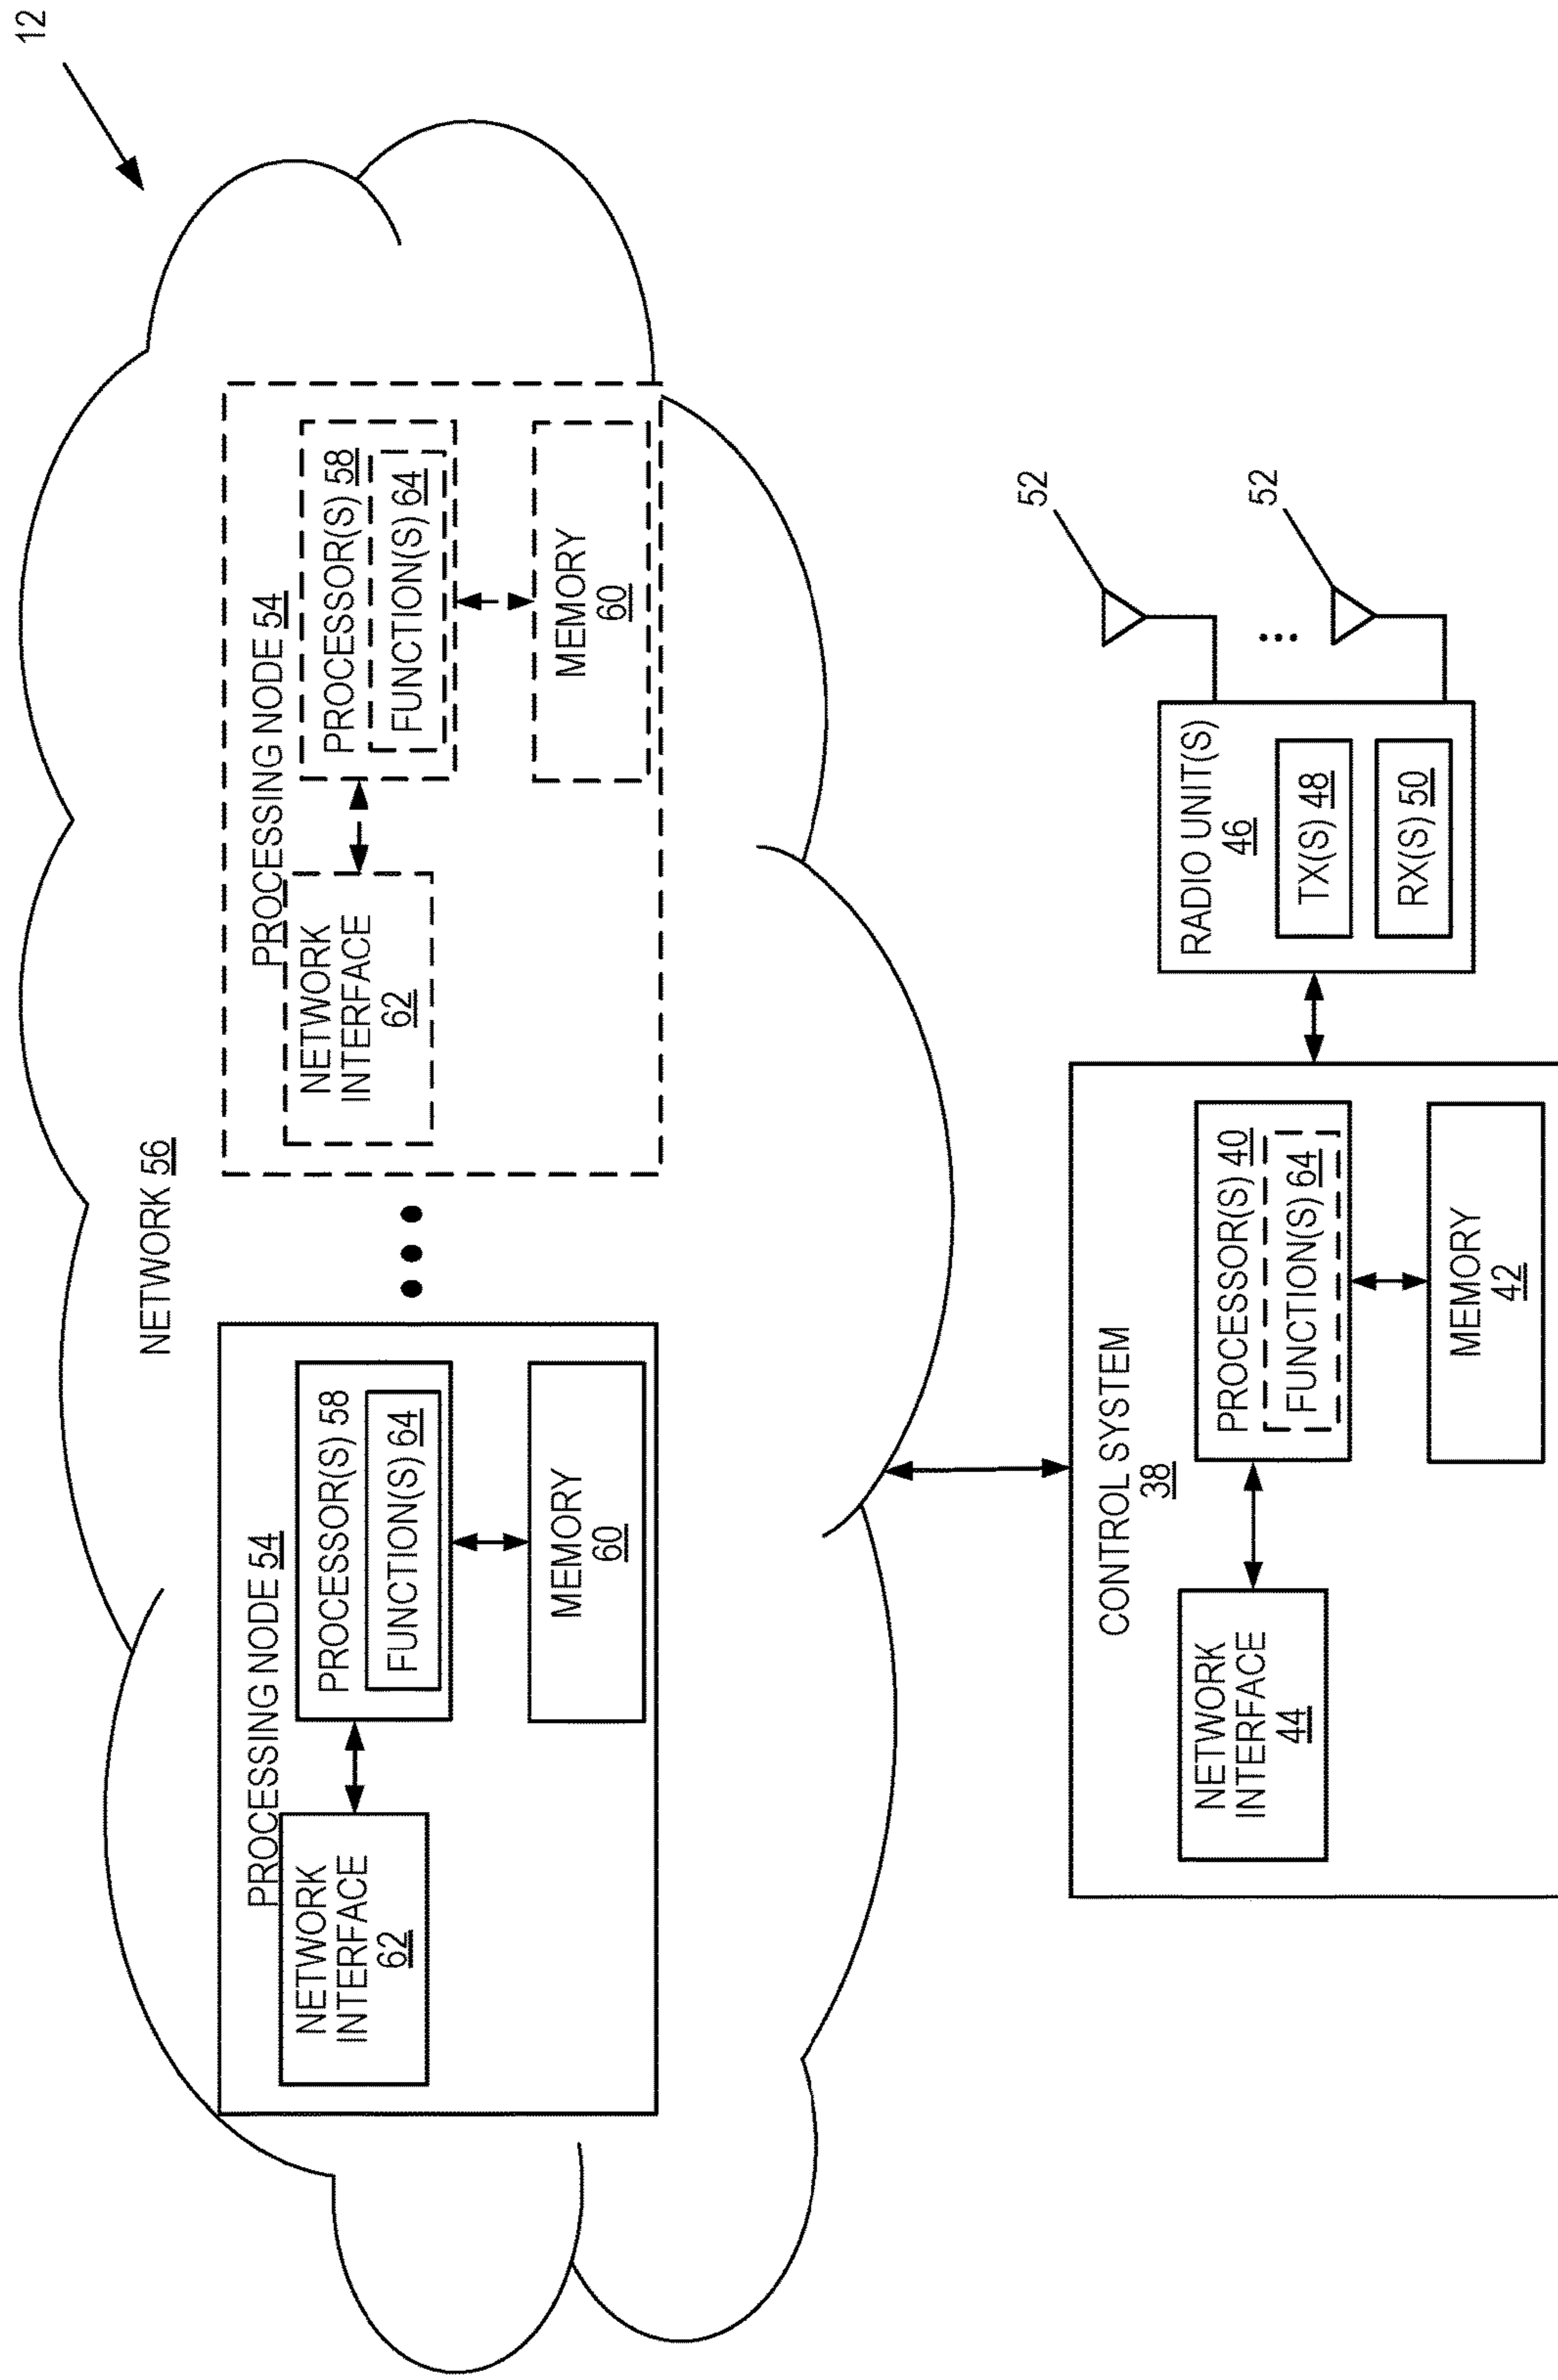 12
NETWORK 56
PROCESSING NODE 54
NETWORK
INTERFACE
62
PROCESSOR(S) 58
FUNCTION(S) 64
MEMORY
60
PROCESSING NODE 54
NETWORK
INTERFACE
62
PROCESSOR(S) 58
FUNCTION(S) 64
MEMORY
60
CONTROL SYSTEM
38
NETWORK
INTERFACE
44
PROCESSOR(S) 40
FUNCTION(S) 64
MEMORY
42
RADIO UNIT(S)
46
TX(S) 48
RX(S) 50
52
52